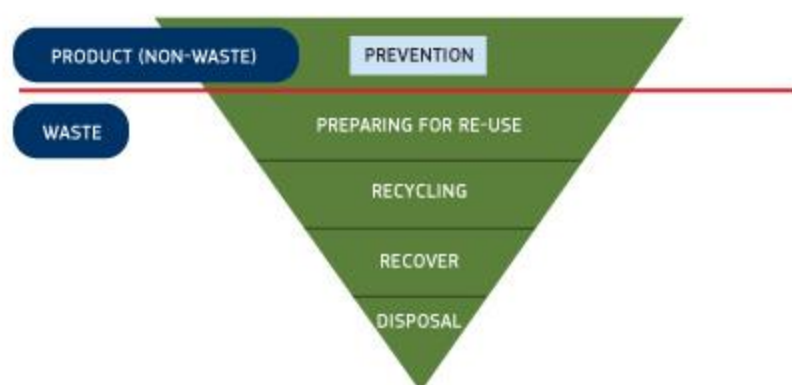 PRODUCT (NON-WASTE)
PREVENTION
WASTE
PREPARING FOR RE-USE
RECYCLING
RECOVER
DISPOSAL